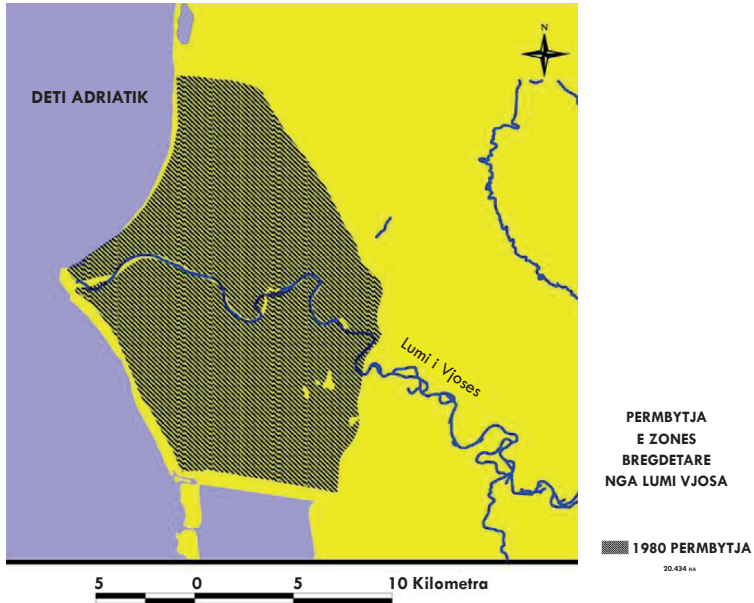 N
DETI ADRIATIK
Lumi i Vjoses
PERMBYTJA
E ZONES
BREGDETARE
NGA LUMI VJOSA
1980 PERMBYTJA
20.434 HA
5 0 5 10 Kilometra